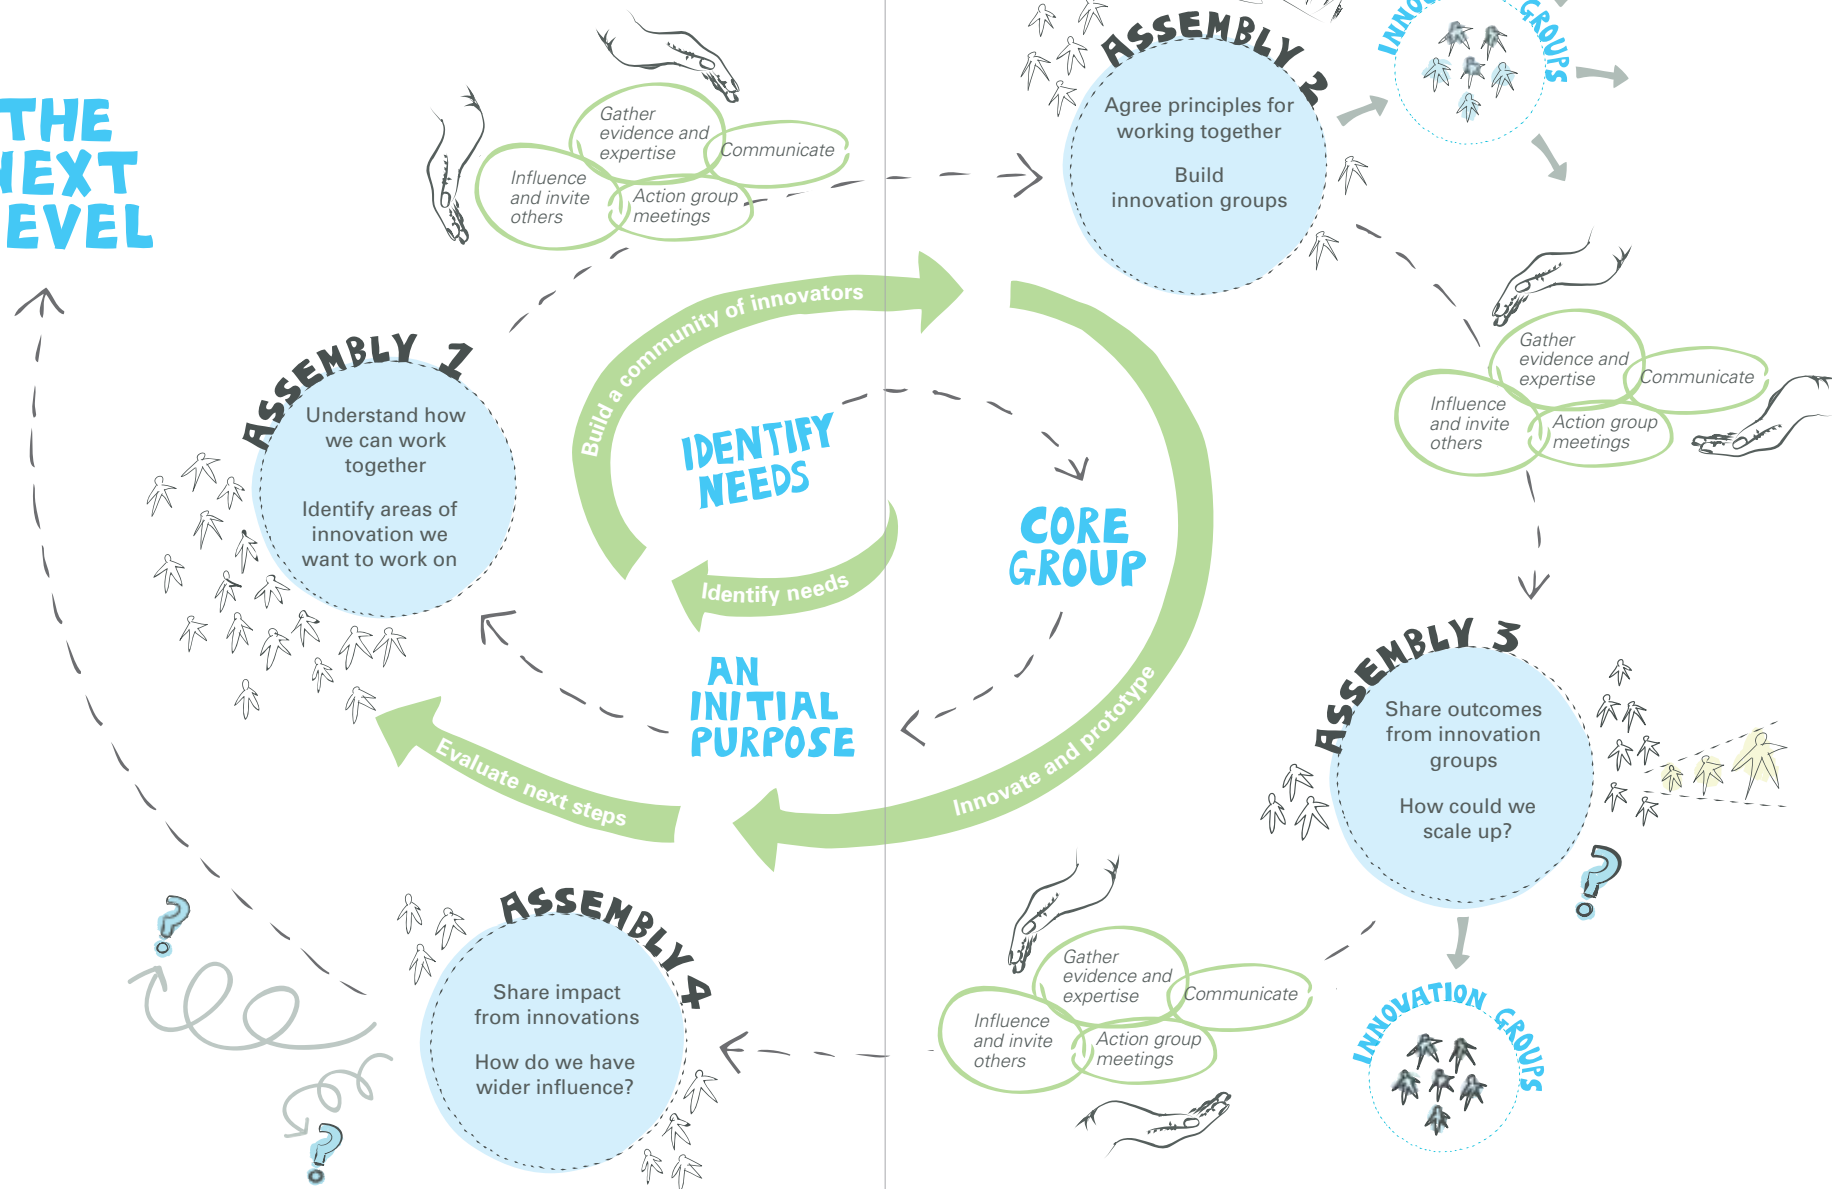 THE
NEXT
LEVEL
Gather
evidence and
expertise
Communicate
Influence
and invite
others
Action group
meetings
ASSEMBLY 2
Agree principles for
working together
Build
innovation groups
GROUPS
Gather
evidence and
expertise
Communicate
Influence
and invite
others
Action group
meetings
Build a community of innovators
ASSEMBLY 1
Understand how
we can work
together
Identify areas of
innovation we
want to work on
IDENTIFY
NEEDS
CORE
GROUP
Identify needs
AN
INITIAL
PURPOSE
Innovate and prototype
Evaluate next steps
ASSEMBLY 3
Share outcomes
from innovation
groups
How could we
scale up?
?
INNOVATION GROUPS
Gather
evidence and
expertise
Communicate
Influence
and invite
others
Action group
meetings
ASSEMBLY 4
Share impact
from innovations
How do we have
wider influence?
?
?